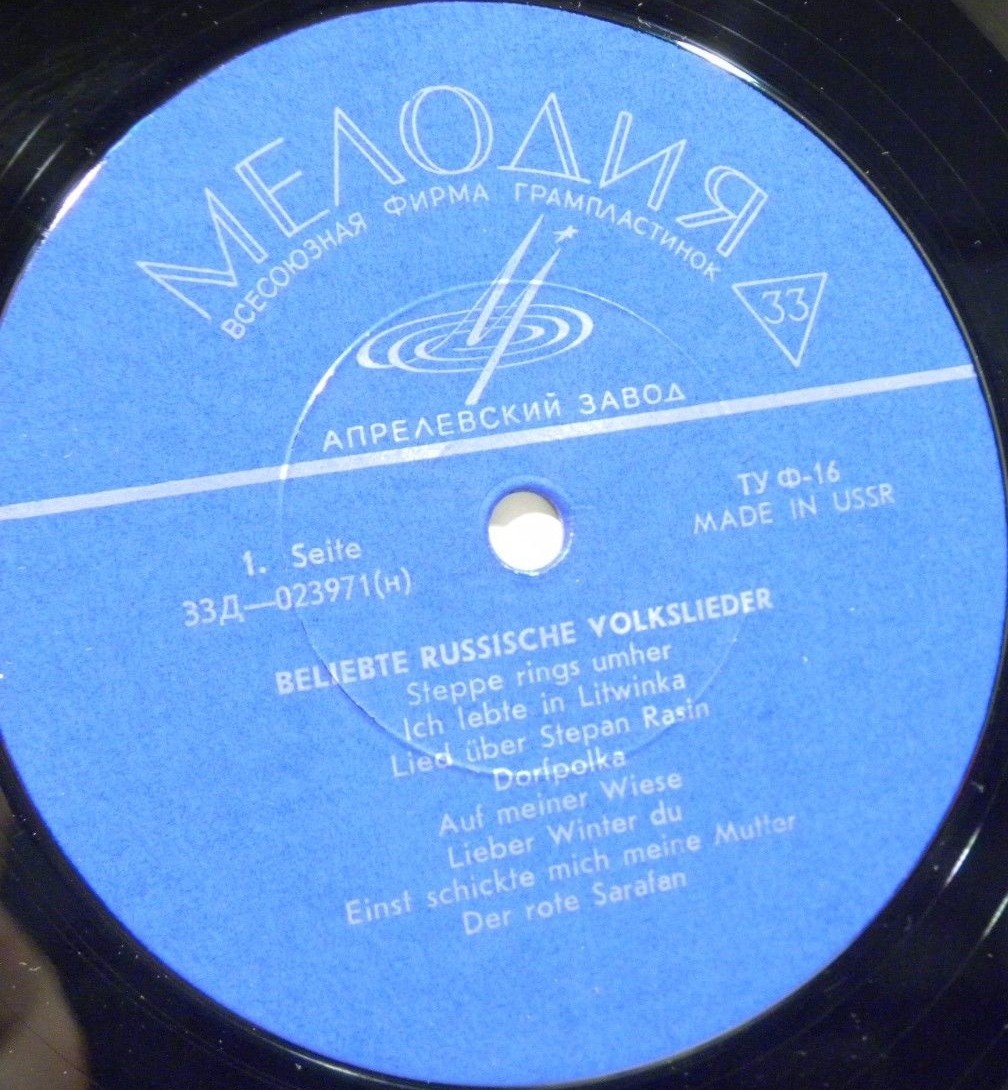 МЕЛОДИЯ
ВСЕСОЮЗНАЯ ФИРМА ГРАМПЛАСТИНОК
33
АПРЕЛЕВСКИЙ ЗАВОД
ТУ Ф-16
MADE IN USSR
1. Seite
33Д—023971(н)
BELIEBTE RUSSISCHE VOLKSLIEDER
Steppe rings umher
Ich lebte in Litwinka
Lied über Stepan Rasin
Dorfpolka
Auf meiner Wiese
Lieber Winter du
Einst schickte mich meine Mutter
Der rote Sarafan